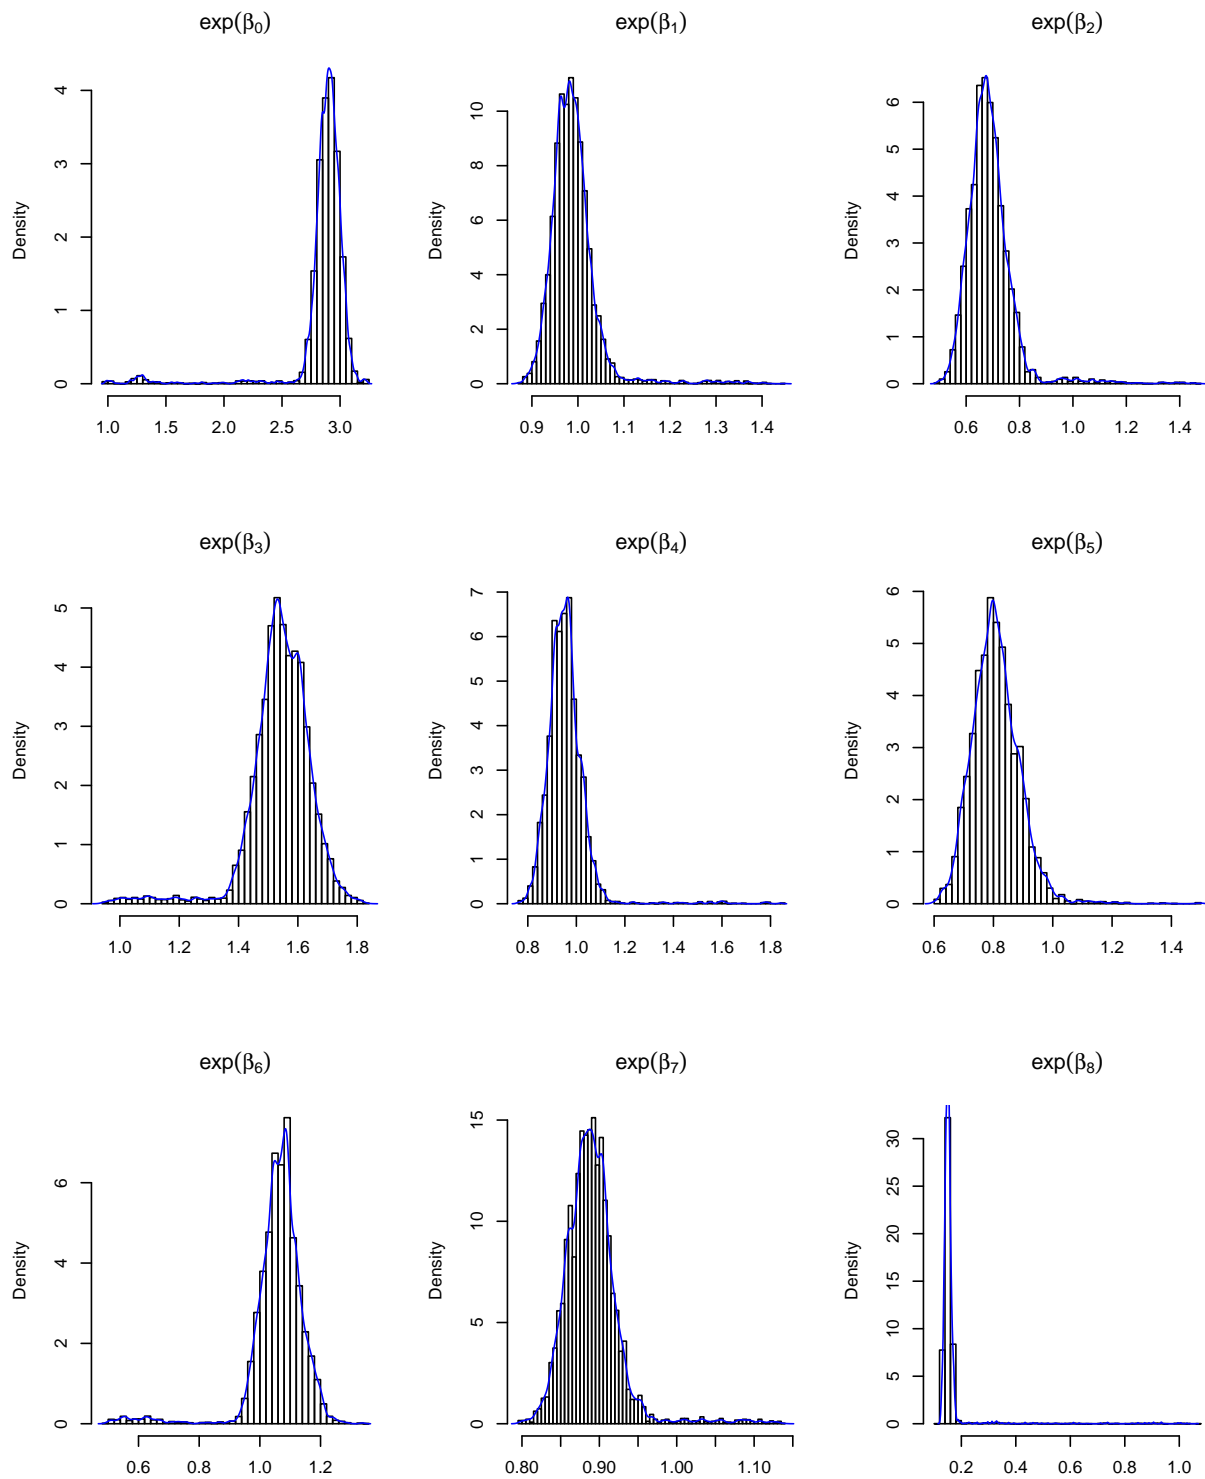 exp(β0) exp(β1) exp(β2)
Density
0 1 2 3 4
1.0 1.5 2.0 2.5 3.0
Density
0 2 4 6 8 10
0.9 1.0 1.1 1.2 1.3 1.4
Density
0 1 2 3 4 5 6
0.6 0.8 1.0 1.2 1.4
exp(β3) exp(β4) exp(β5)
Density
0 1 2 3 4 5
1.0 1.2 1.4 1.6 1.8
Density
0 1 2 3 4 5 6 7
0.8 1.0 1.2 1.4 1.6 1.8
Density
0 1 2 3 4 5 6
0.6 0.8 1.0 1.2 1.4
exp(β6) exp(β7) exp(β8)
Density
0 2 4 6
0.6 0.8 1.0 1.2
Density
0 5 10 15
0.80 0.90 1.00 1.10
Density
0 5 10 15 20 25 30
0.2 0.4 0.6 0.8 1.0